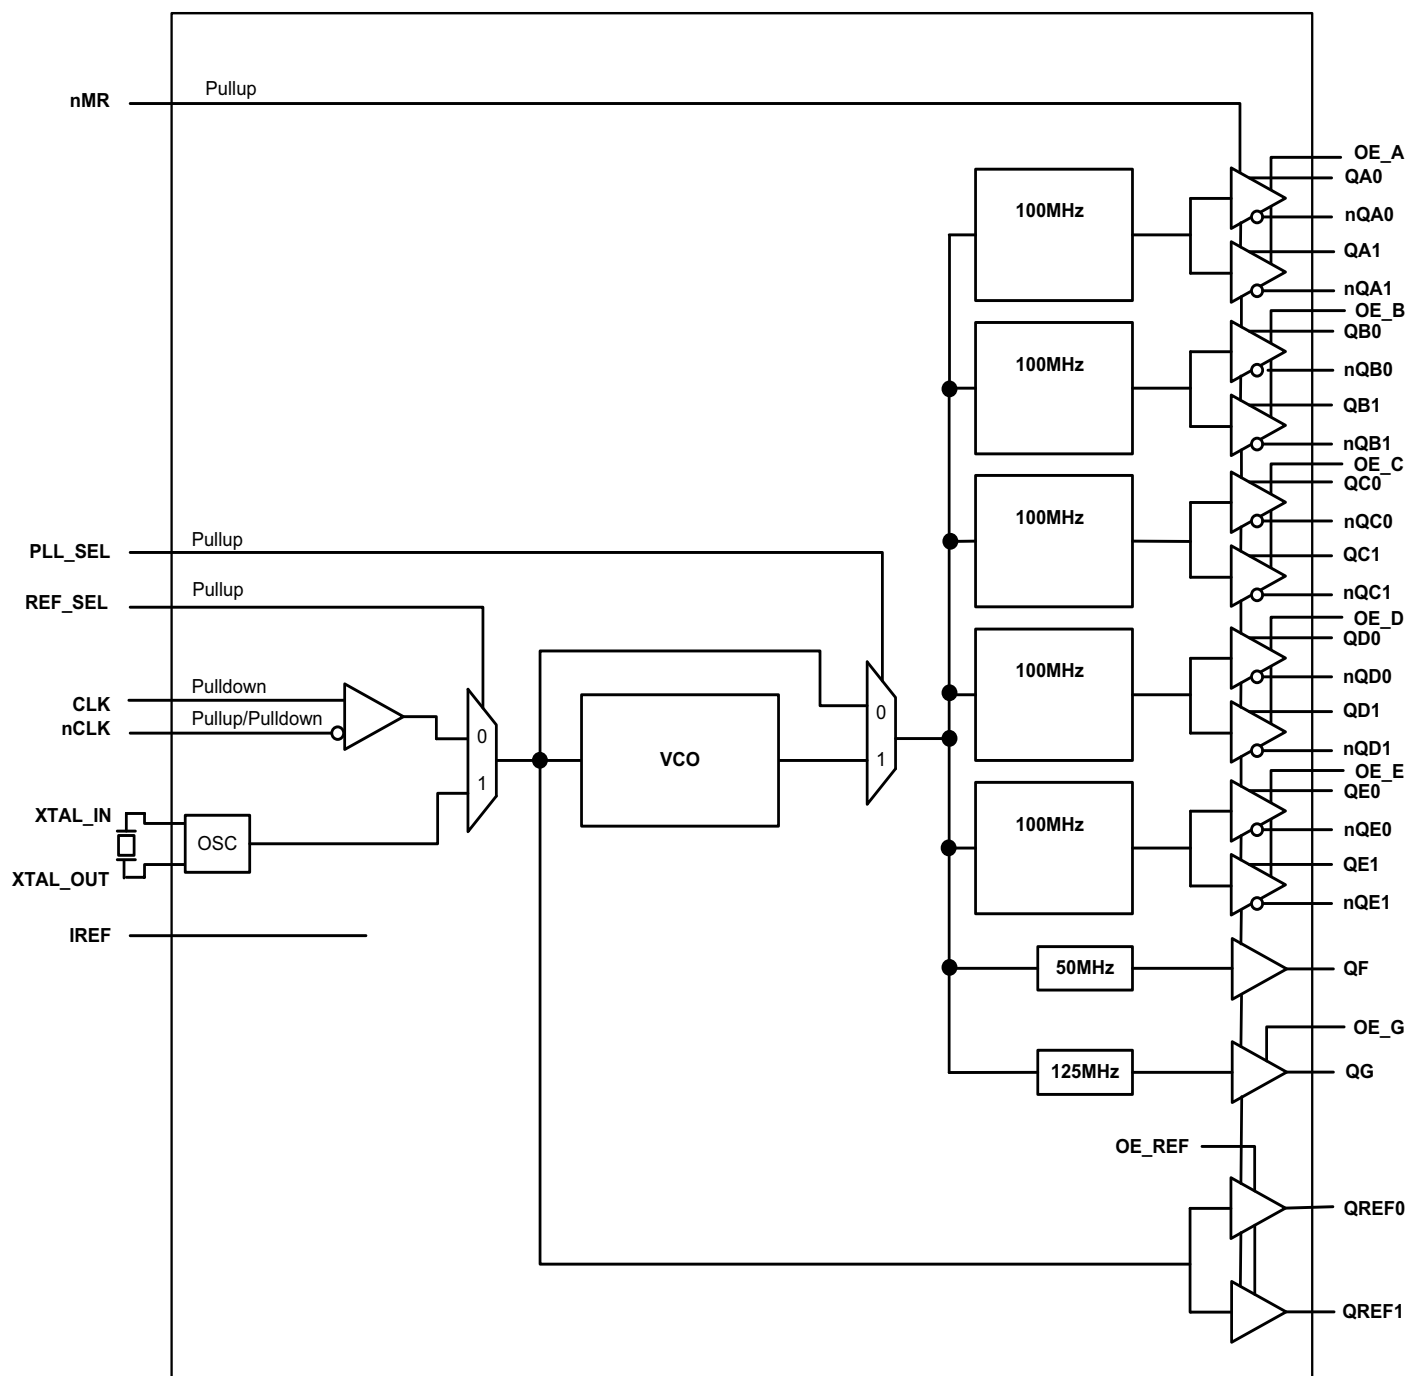 nMR
Pullup
OE_A
QA0
100MHz
nQA0
QA1
nQA1
OE_B
QB0
100MHz
nQB0
QB1
nQB1
OE_C
QC0
100MHz
nQC0
PLL_SEL
Pullup
QC1
REF_SEL
Pullup
nQC1
OE_D
QD0
100MHz
nQD0
CLK
Pulldown
nCLK
Pullup/Pulldown
0
1
VCO
0
1
QD1
nQD1
OE_E
QE0
XTAL_IN
OSC
XTAL_OUT
100MHz
nQE0
QE1
nQE1
IREF
50MHz
QF
OE_G
125MHz
QG
OE_REF
QREF0
QREF1